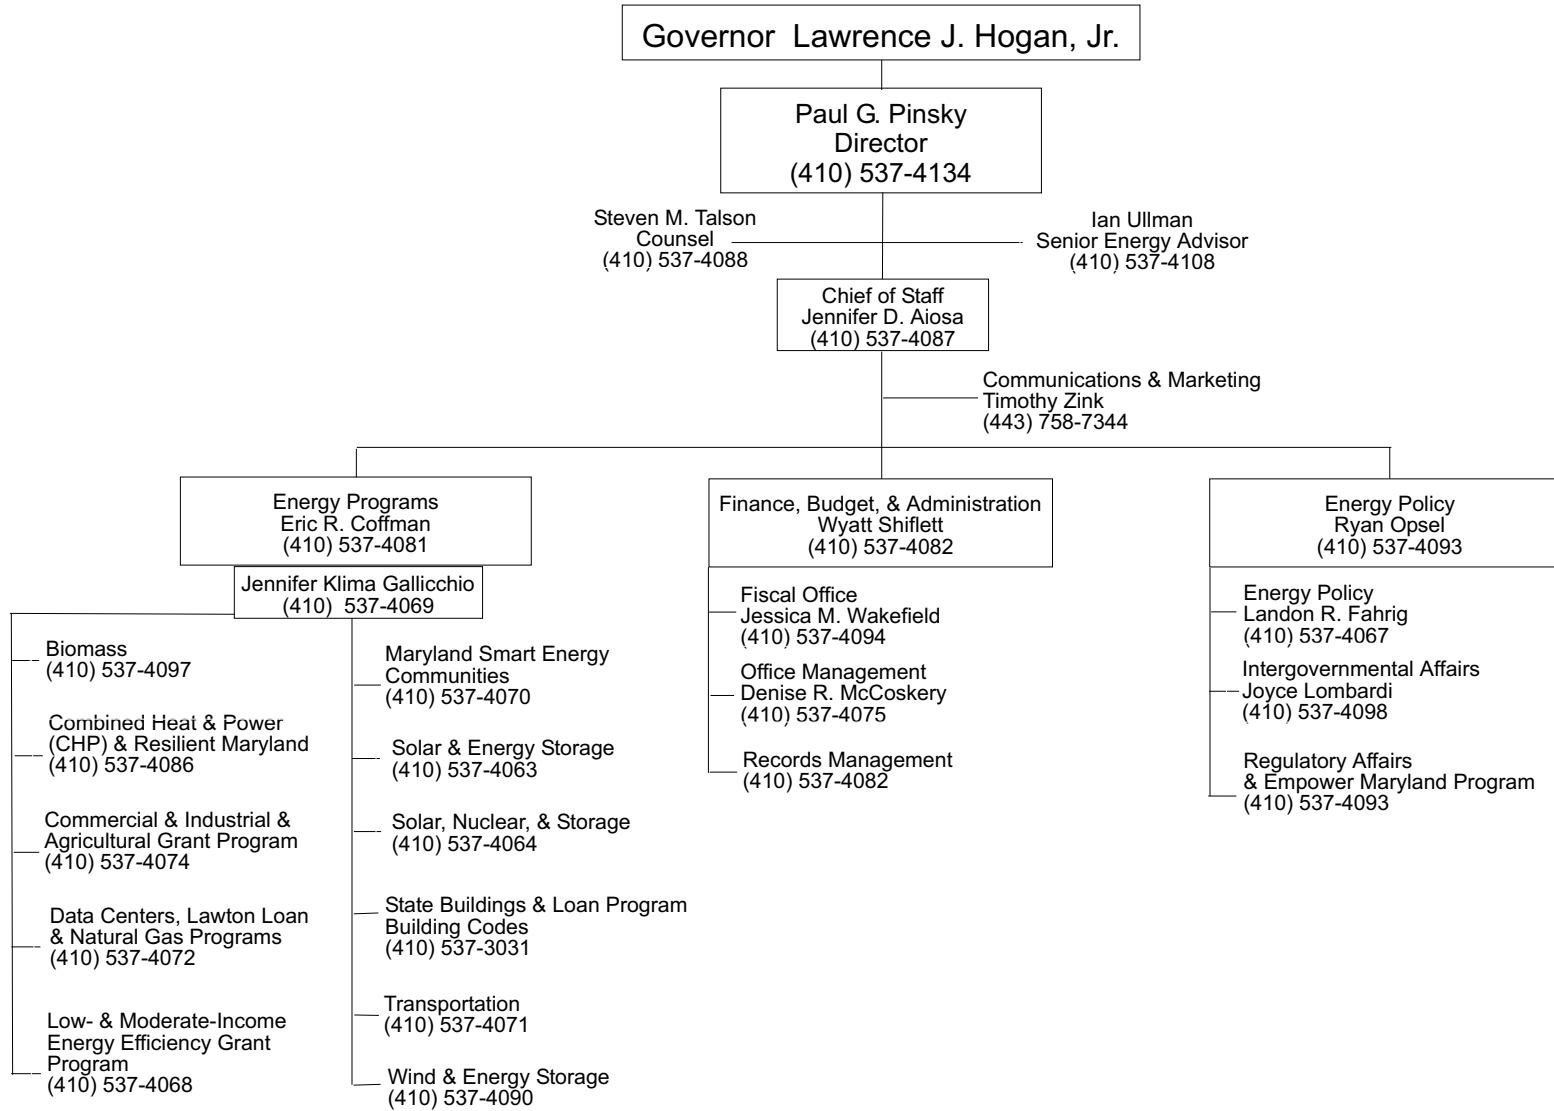 Governor Lawrence J. Hogan, Jr.
Paul G. Pinsky
Director
(410) 537-4134
Steven M. Talson
Counsel
(410) 537-4088
Ian Ullman
Senior Energy Advisor
(410) 537-4108
Chief of Staff
Jennifer D. Aiosa
(410) 537-4087
Communications & Marketing
Timothy Zink
(443) 758-7344
Energy Programs
Eric R. Coffman
(410) 537-4081
Jennifer Klima Gallicchio
(410) 537-4069
Biomass
(410) 537-4097
Combined Heat & Power
(CHP) & Resilient Maryland
(410) 537-4086
Commercial & Industrial &
Agricultural Grant Program
(410) 537-4074
Data Centers, Lawton Loan
& Natural Gas Programs
(410) 537-4072
Low- & Moderate-Income
Energy Efficiency Grant
Program
(410) 537-4068
Maryland Smart Energy
Communities
(410) 537-4070
Solar & Energy Storage
(410) 537-4063
Solar, Nuclear, & Storage
(410) 537-4064
State Buildings & Loan Program
Building Codes
(410) 537-3031
Transportation
(410) 537-4071
Wind & Energy Storage
(410) 537-4090
Finance, Budget, & Administration
Wyatt Shiflett
(410) 537-4082
Fiscal Office
Jessica M. Wakefield
(410) 537-4094
Office Management
Denise R. McCoskery
(410) 537-4075
Records Management
(410) 537-4082
Energy Policy
Ryan Opsel
(410) 537-4093
Energy Policy
Landon R. Fahrig
(410) 537-4067
Intergovernmental Affairs
Joyce Lombardi
(410) 537-4098
Regulatory Affairs
& Empower Maryland Program
(410) 537-4093